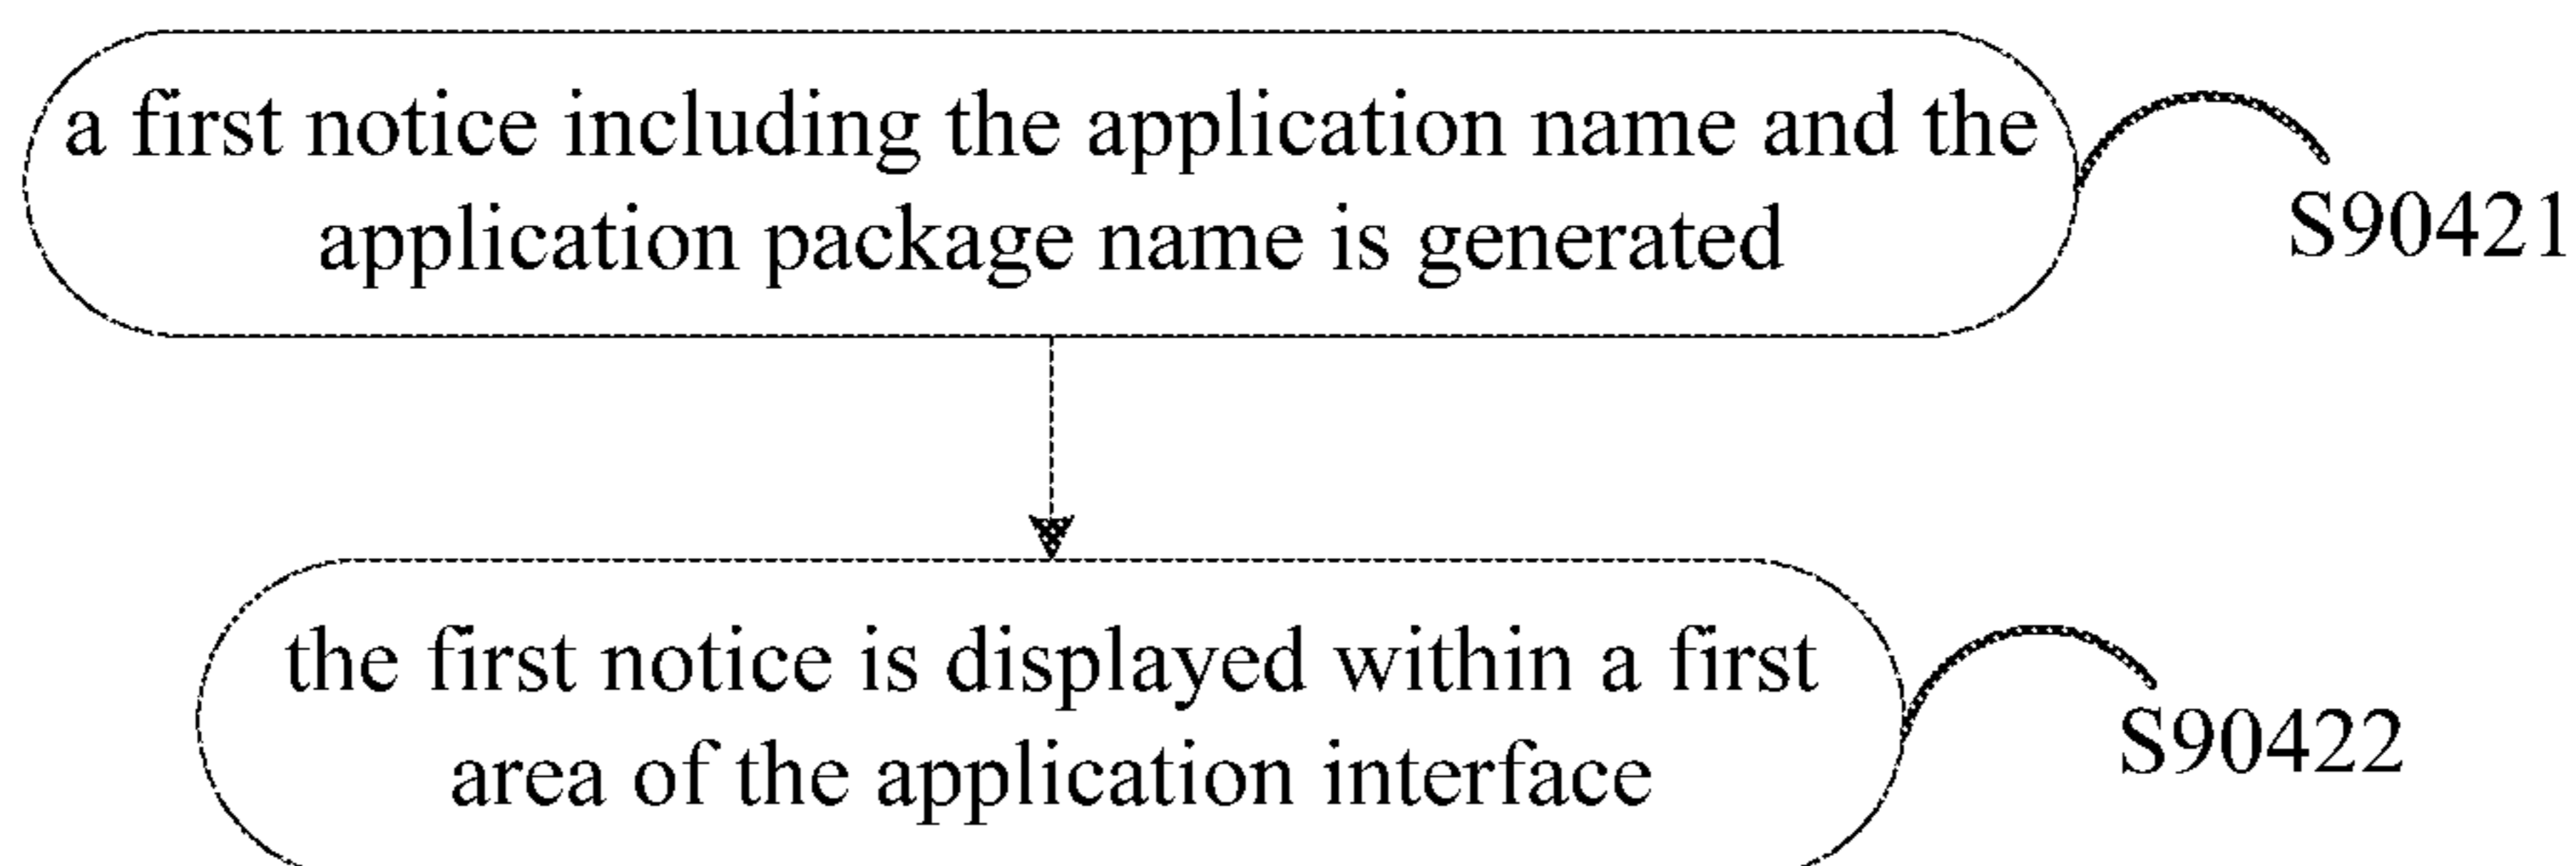 a first notice including the application name and the
application package name is generated
S90421
the first notice is displayed within a first
area of the application interface
S90422